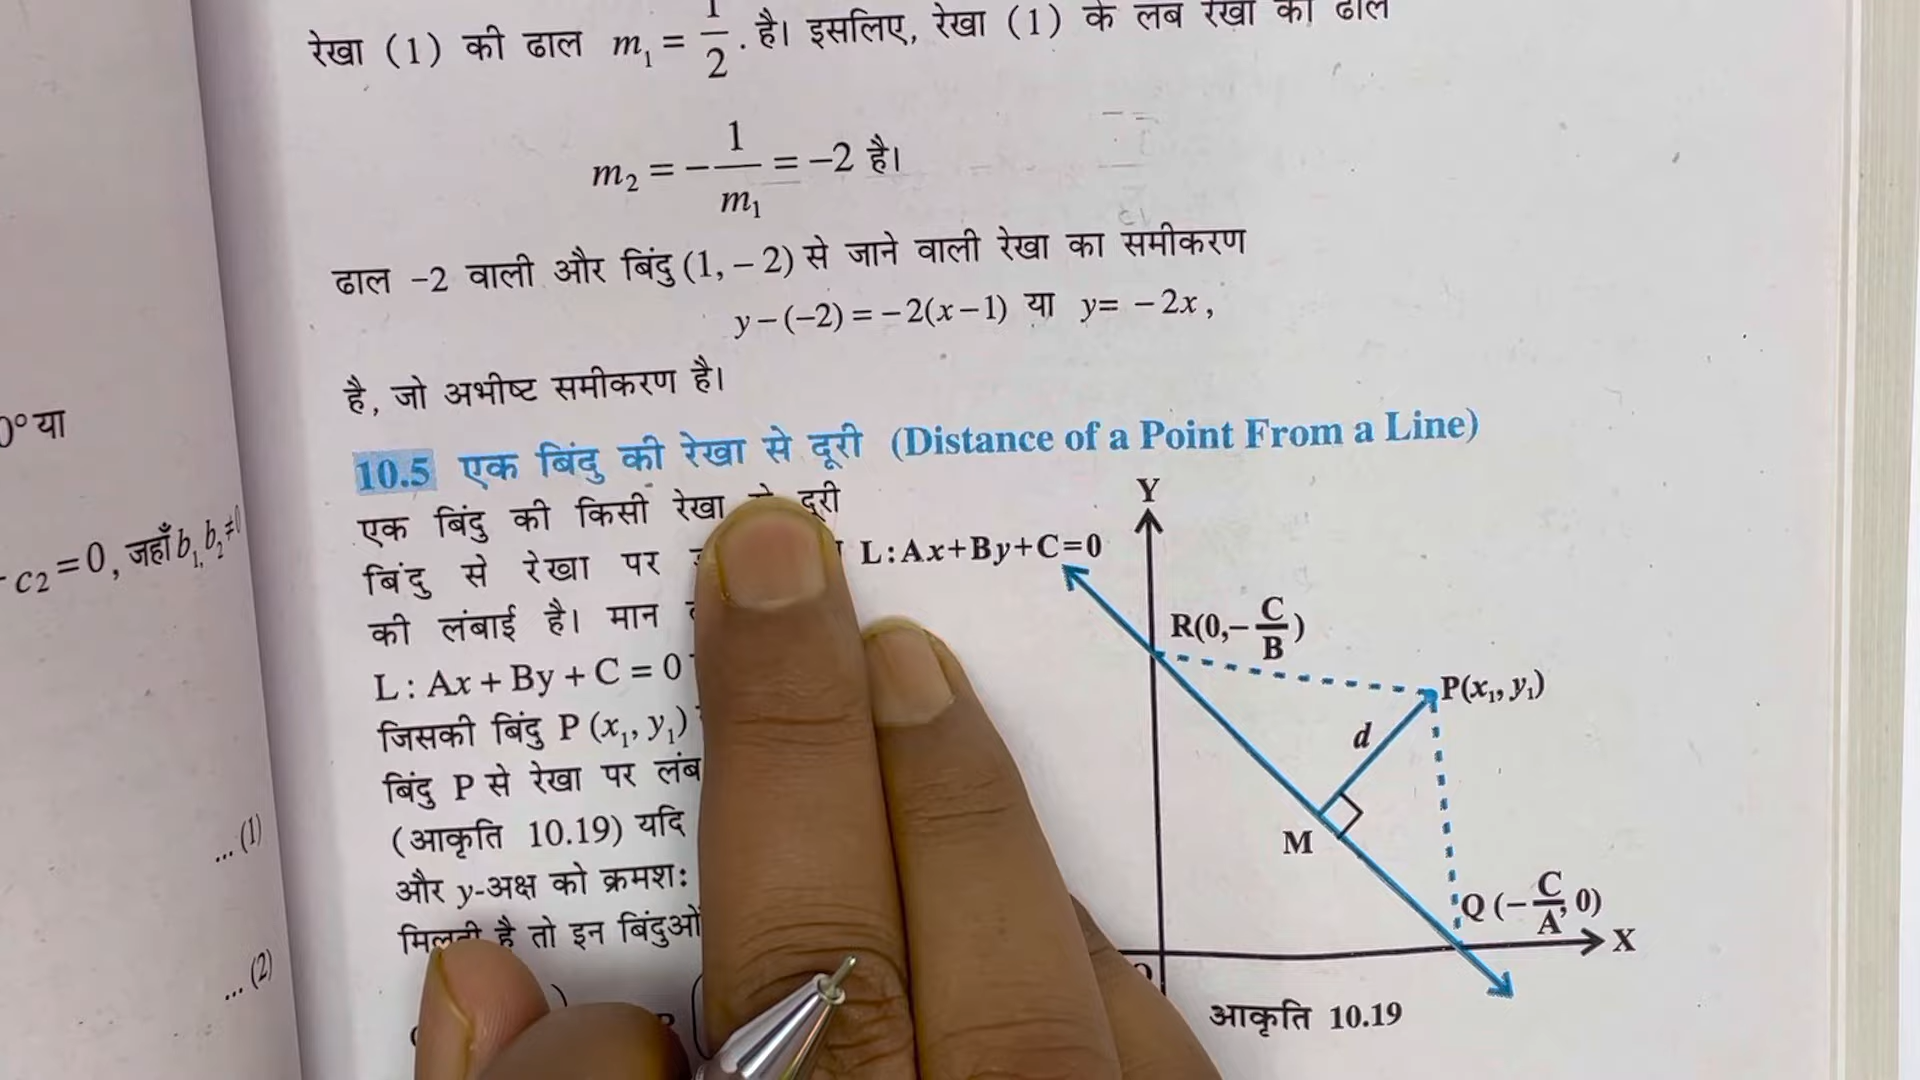 रेखा (1) की ढाल m₁ = 1/2. है। इसलिए, रेखा (1) के लंब रेखा की ढाल
m₂ = −1/m₁ = −2 है।
ढाल −2 वाली और बिंदु (1, − 2) से जाने वाली रेखा का समीकरण
y − (−2) = − 2(x − 1) या y= − 2x ,
है, जो अभीष्ट समीकरण है।
10.5 एक बिंदु की रेखा से दूरी (Distance of a Point From a Line)
एक बिंदु की किसी रेखा से दूरी
बिंदु से रेखा पर
की लंबाई है। मान
L : Ax + By + C = 0
जिसकी बिंदु P (x₁, y₁)
बिंदु P से रेखा पर लंब
(आकृति 10.19) यदि
और y-अक्ष को क्रमशः
मिलती है तो इन बिंदुओं
Y
L:Ax+By+C=0
R(0,−C/B)
P(x₁, y₁)
d
M
Q (−C/A, 0)
X
आकृति 10.19
0° या
c₂ = 0, जहाँ b₁, b₂ ≠ 0
... (1)
... (2)